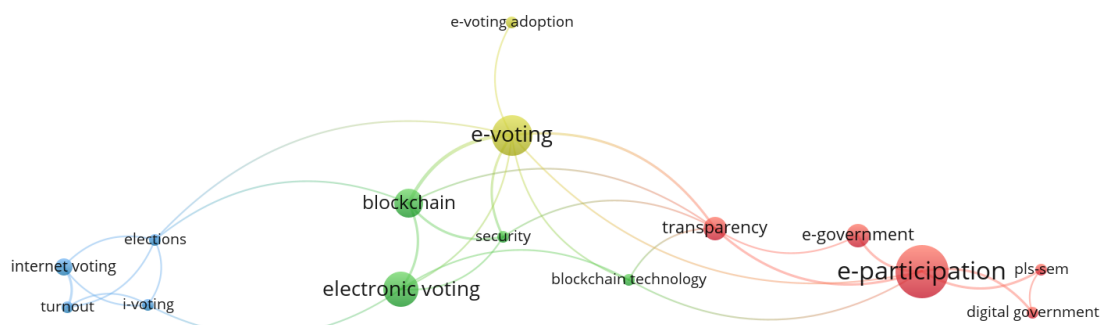 e-voting adoption
e-voting
blockchain
transparency
e-government
security
elections
internet voting
e-participation
pls-sem
blockchain technology
electronic voting
turnout
i-voting
digital government